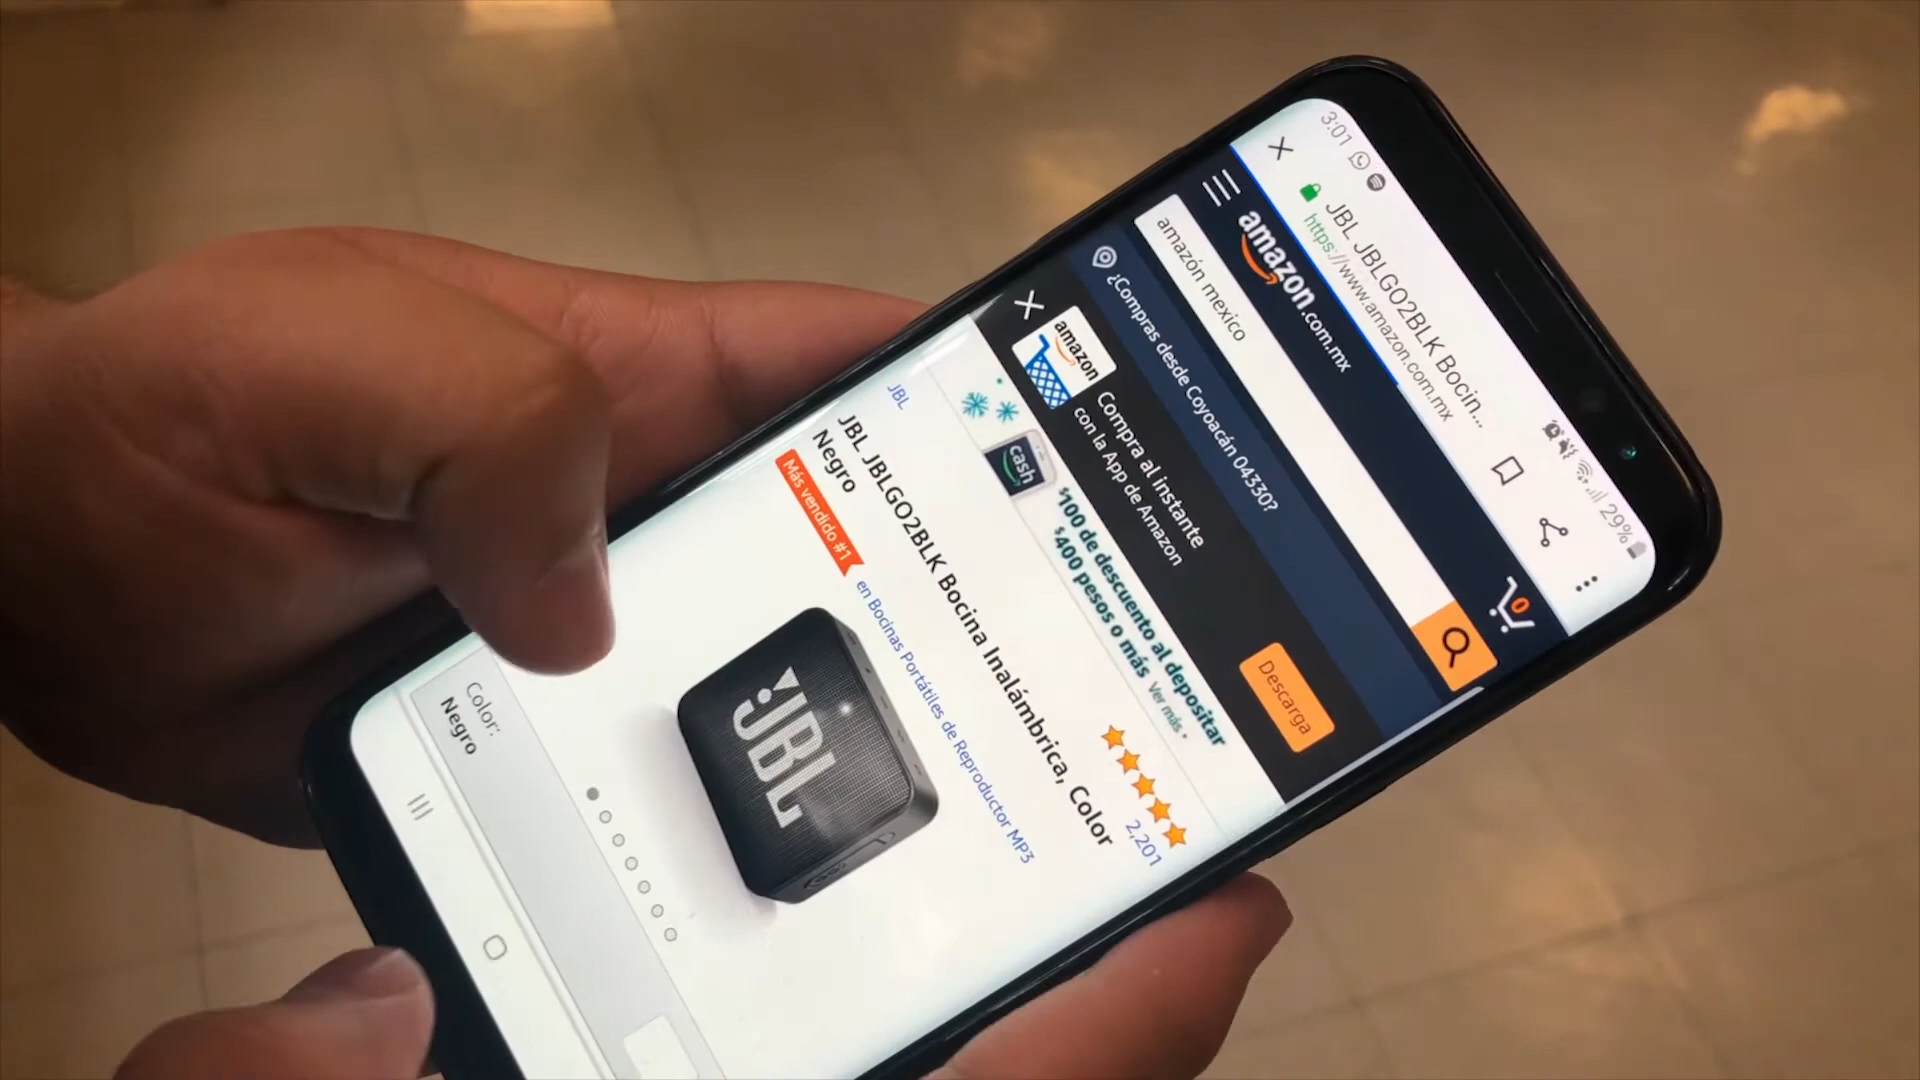 3:01
29%
JBL JBLGO2BLK Bocin...
https://www.amazon.com.mx
amazon.com.mx
0
amazón mexico
¿Compras desde Coyoacán 04330?
amazon
Compra al instante
con la App de Amazon
Descarga
cash
$100 de descuento al depositar
$400 pesos o más Ver más
JBL
2,201
JBL JBLGO2BLK Bocina Inalámbrica, Color
Negro
Más vendido #1
en Bocinas Portátiles de Reproductor MP3
JBL
Color:
Negro